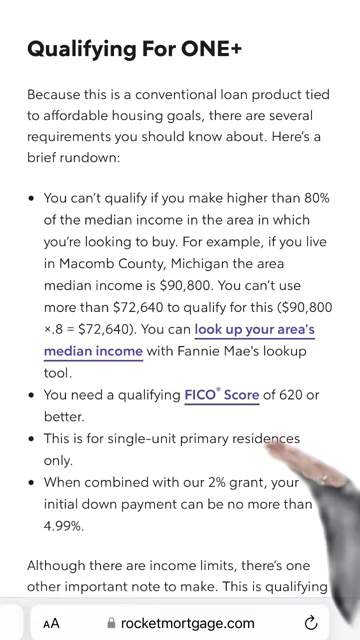 Qualifying For ONE+
Because this is a conventional loan product tied
to affordable housing goals, there are several
requirements you should know about. Here's a
brief rundown:
• You can't qualify if you make higher than 80%
of the median income in the area in which
you're looking to buy. For example, if you live
in Macomb County, Michigan the area
median income is $90,800. You can't use
more than $72,640 to qualify for this ($90,800
×.8 = $72,640). You can look up your area's
median income with Fannie Mae's lookup
tool.
• You need a qualifying FICO® Score of 620 or
better.
• This is for single-unit primary residences
only.
• When combined with our 2% grant, your
initial down payment can be no more than
4.99%.
Although there are income limits, there's one
other important note to make. This is qualifying
AA rocketmortgage.com